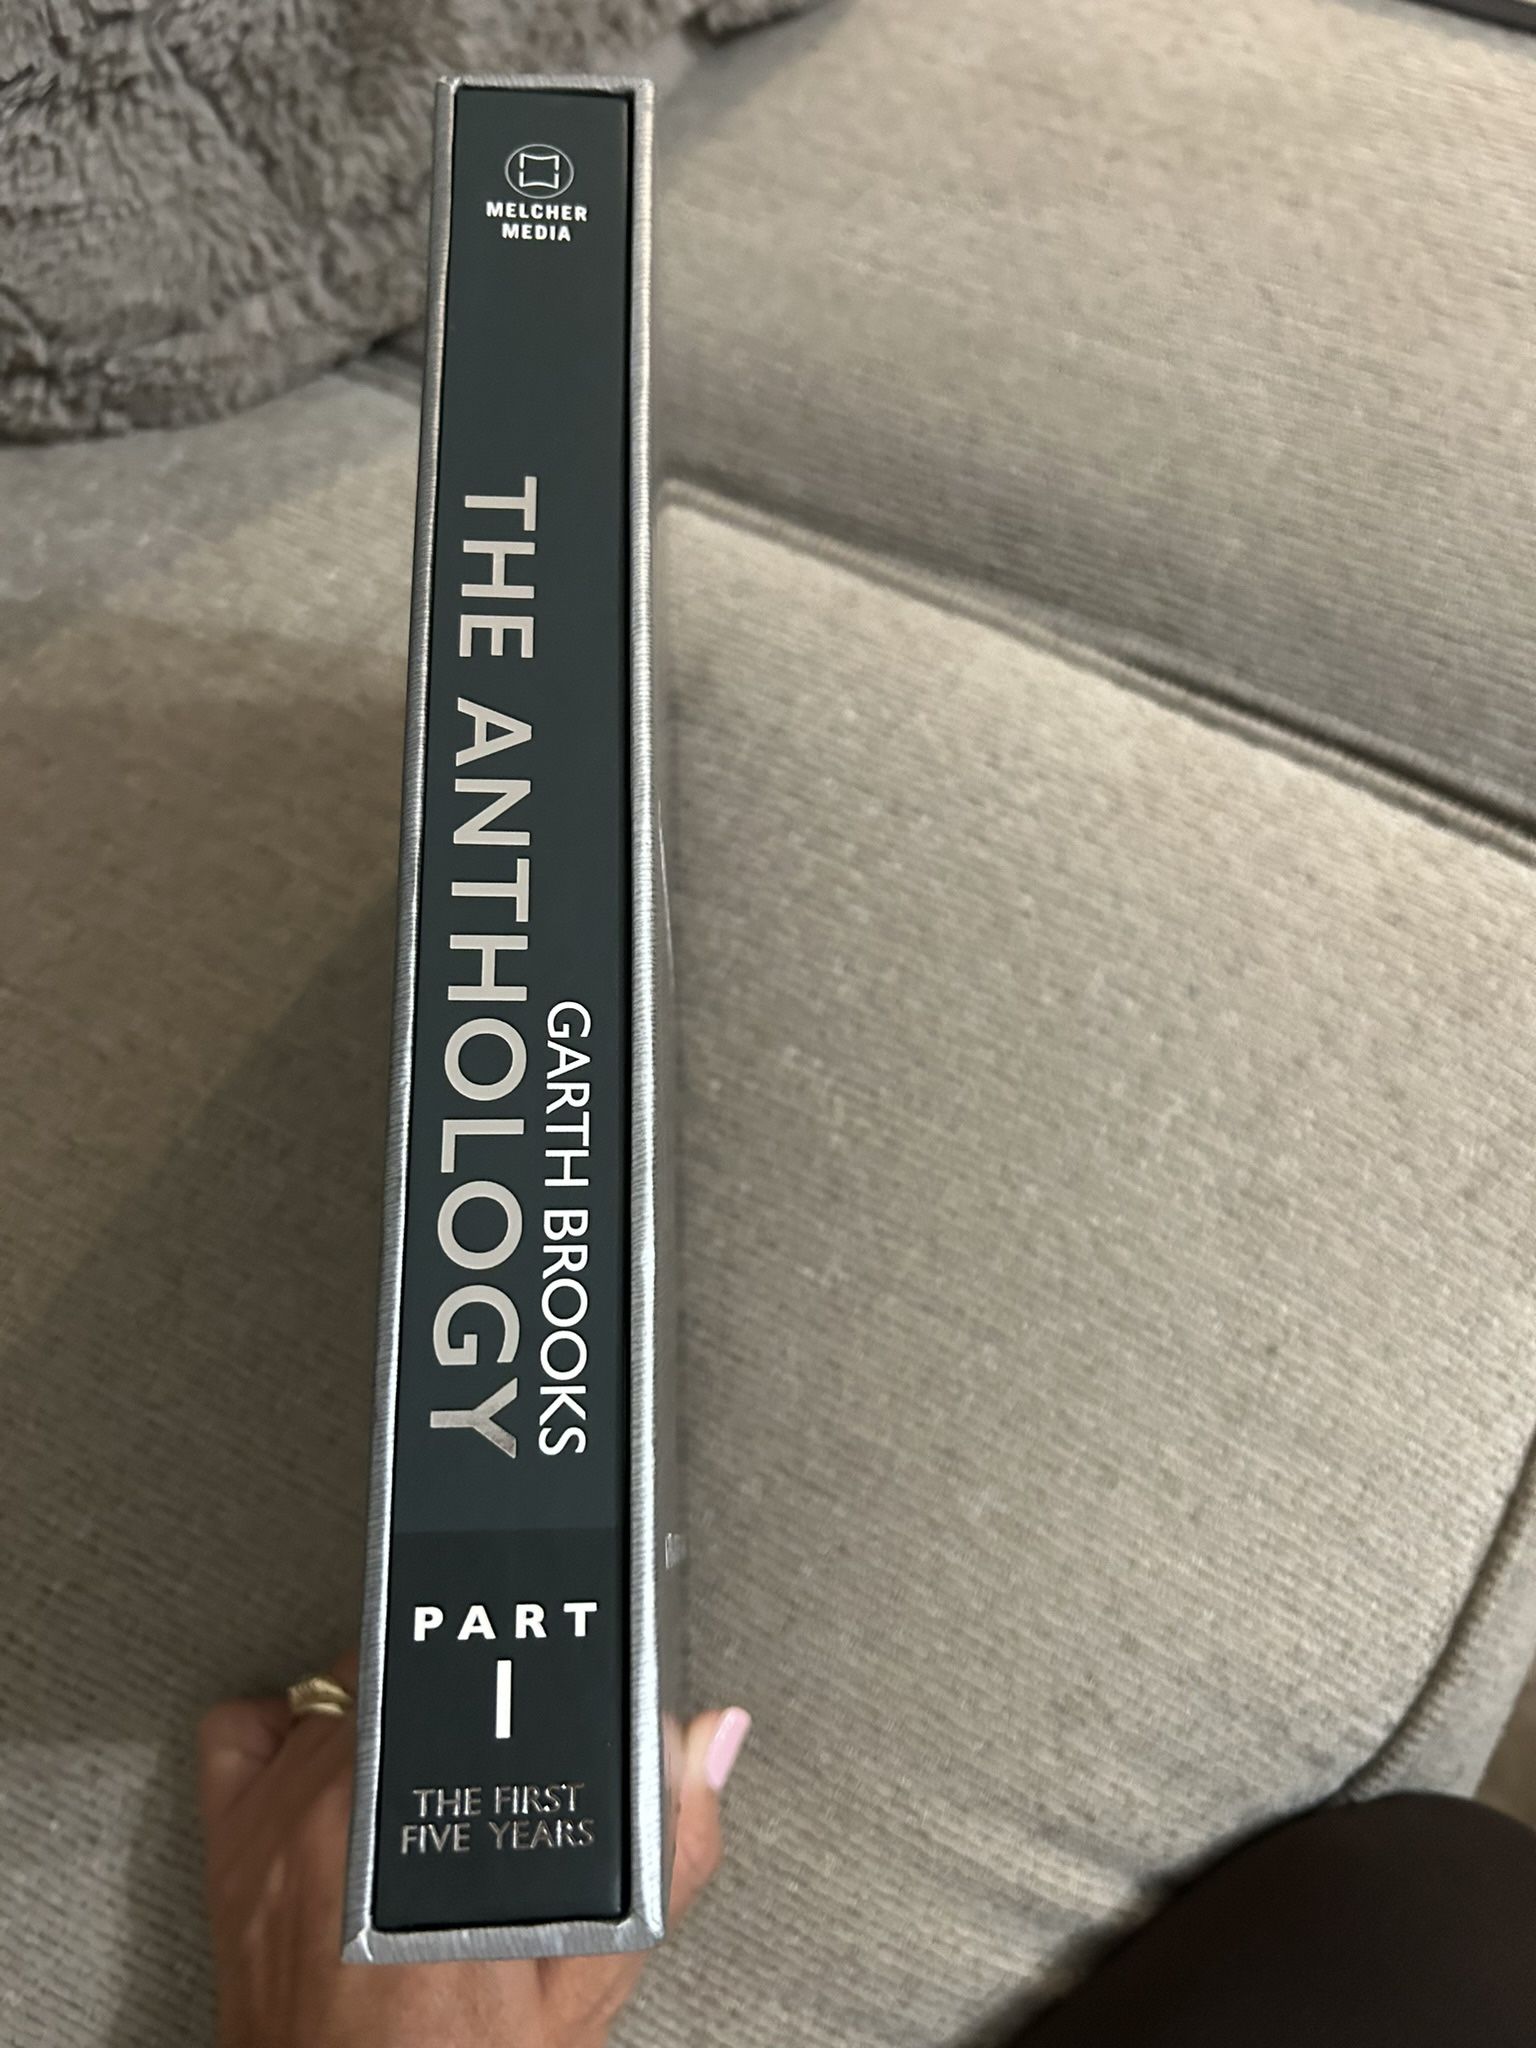 MELCHER
MEDIA
THE ANTHOLOGY
GARTH BROOKS
PART
I
THE FIRST
FIVE YEARS